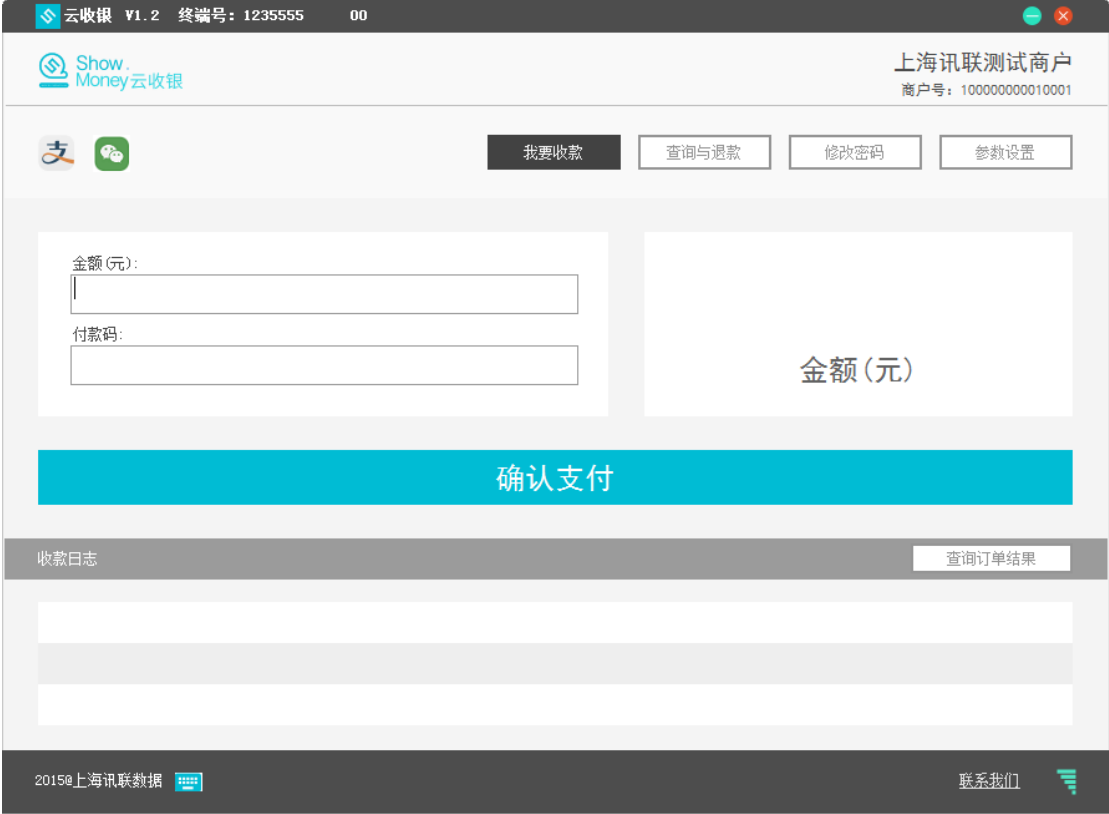 云收银 V1.2 终端号：1235555 00
Show.
Money云收银
上海讯联测试商户
商户号：100000000010001
支
我要收款 查询与退款 修改密码 参数设置
金额(元):
付款码:
金额(元)
确认支付
收款日志 查询订单结果
2015@上海讯联数据 联系我们